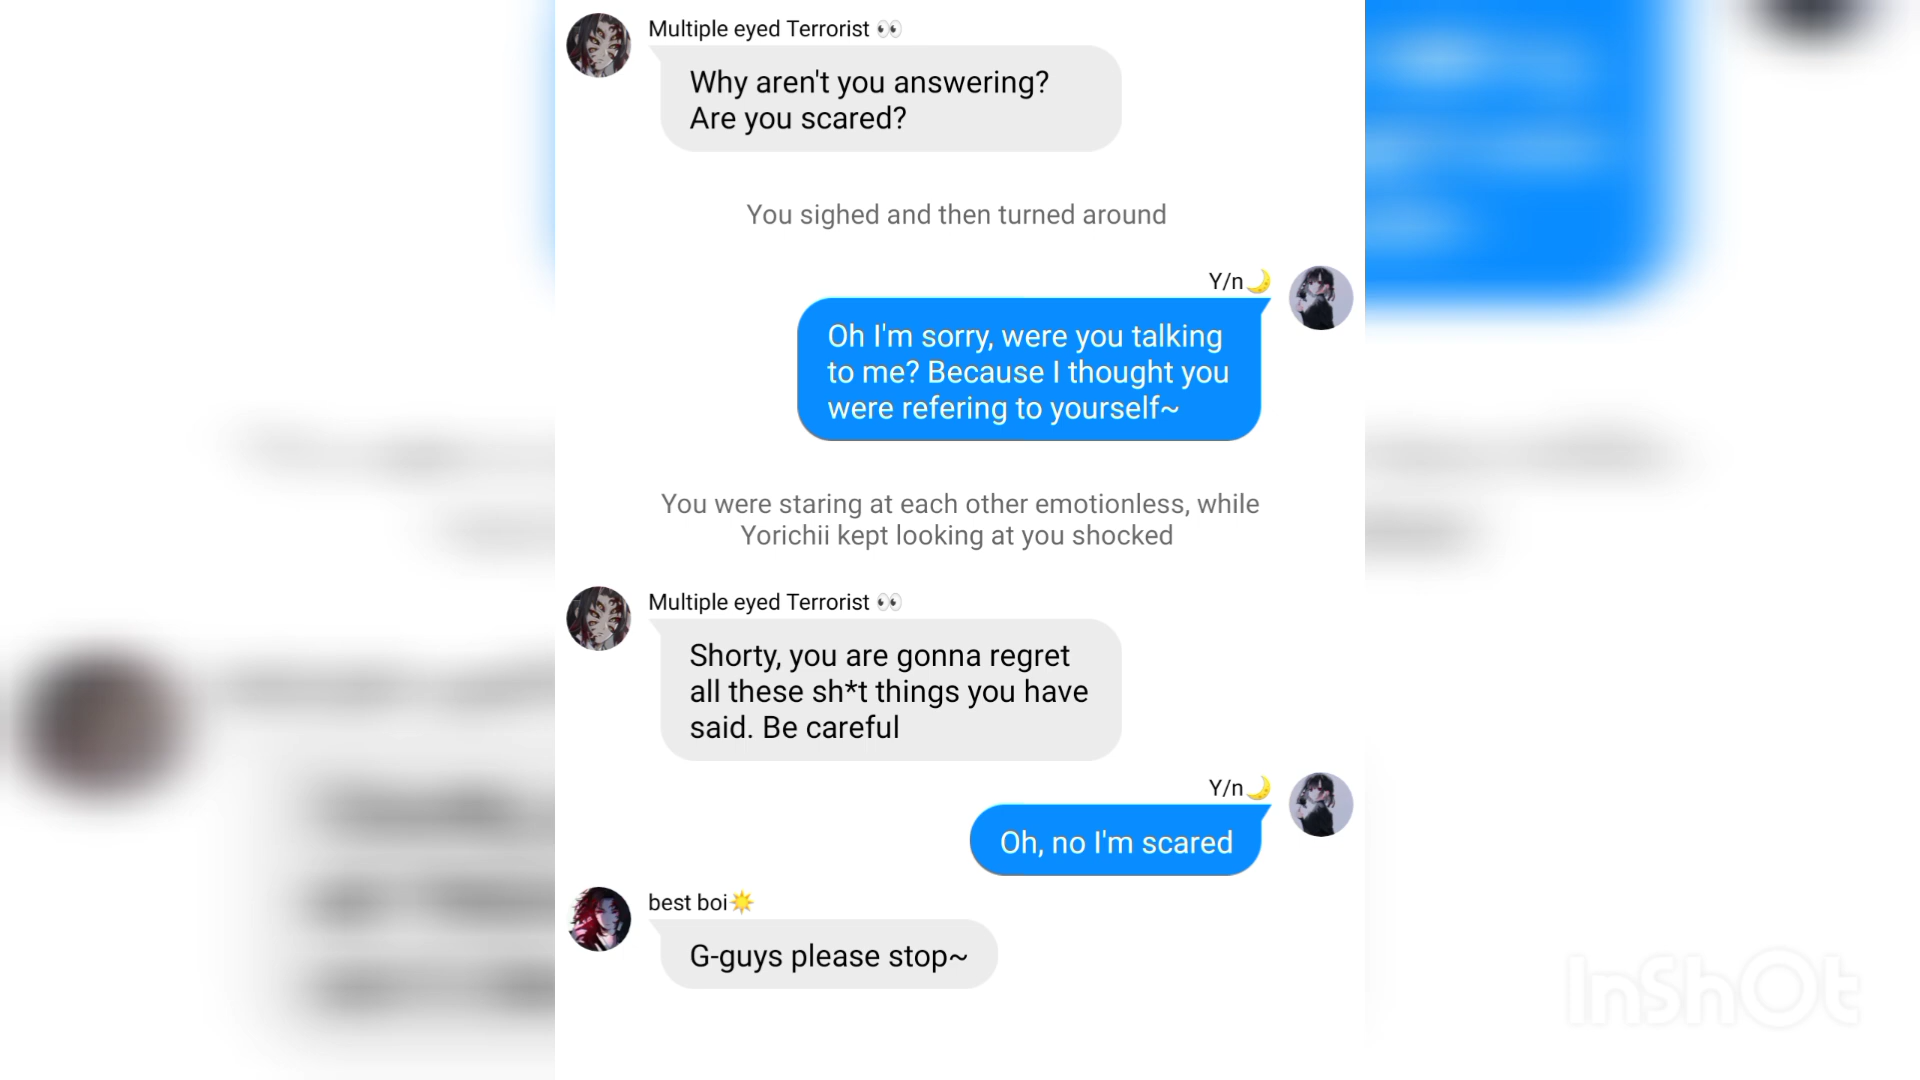 Multiple eyed Terrorist 👀
Why aren't you answering?
Are you scared?
You sighed and then turned around
Y/n🌙
Oh I'm sorry, were you talking
to me? Because I thought you
were refering to yourself~
You were staring at each other emotionless, while
Yorichii kept looking at you shocked
Multiple eyed Terrorist 👀
Shorty, you are gonna regret
all these sh*t things you have
said. Be careful
Y/n🌙
Oh, no I'm scared
best boi☀️
G-guys please stop~
InShOt